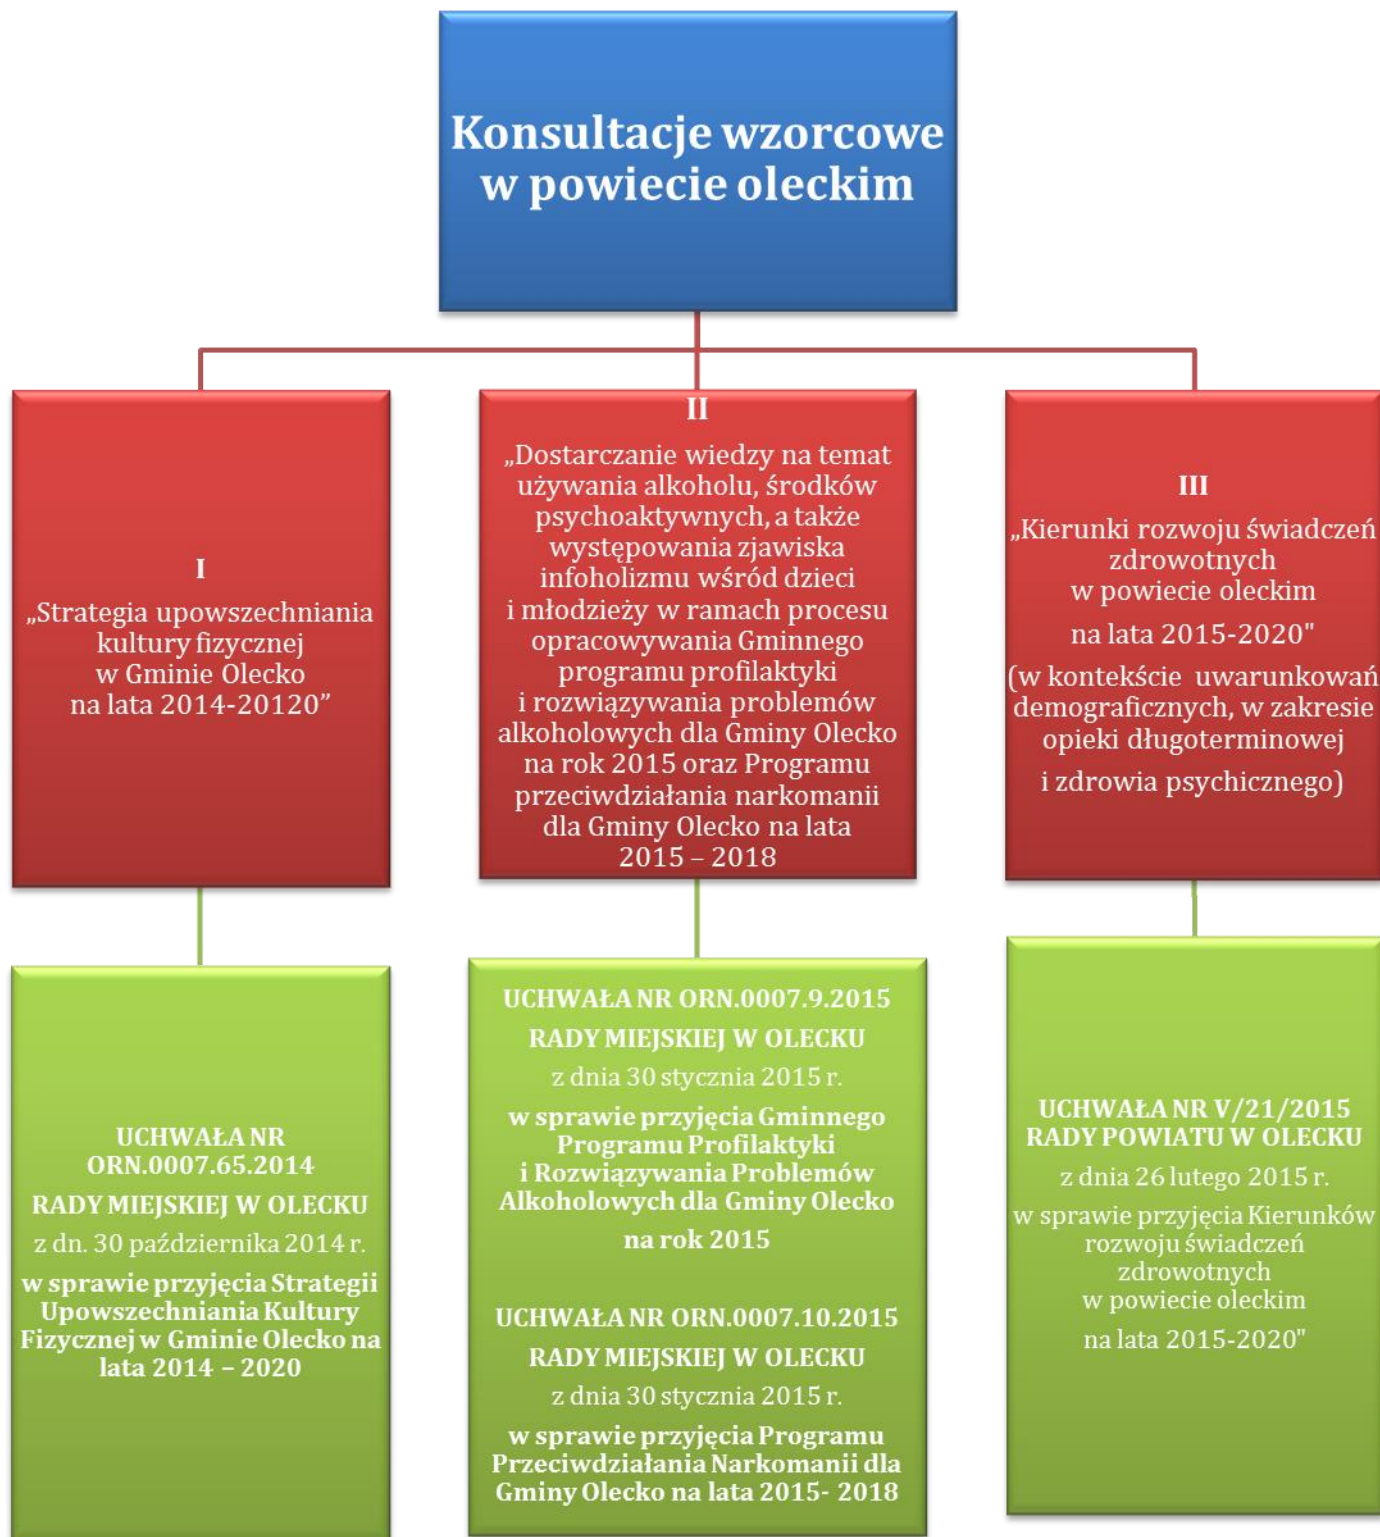 Konsultacje wzorcowe
w powiecie oleckim
I
„Strategia upowszechniania
kultury fizycznej
w Gminie Olecko
na lata 2014-20120”
II
„Dostarczanie wiedzy na temat
używania alkoholu, środków
psychoaktywnych, a także
występowania zjawiska
infoholizmu wśród dzieci
i młodzieży w ramach procesu
opracowywania Gminnego
programu profilaktyki
i rozwiązywania problemów
alkoholowych dla Gminy Olecko
na rok 2015 oraz Programu
przeciwdziałania narkomanii
dla Gminy Olecko na lata
2015 – 2018
III
„Kierunki rozwoju świadczeń
zdrowotnych
w powiecie oleckim
na lata 2015-2020"
(w kontekście uwarunkowań
demograficznych, w zakresie
opieki długoterminowej
i zdrowia psychicznego)
UCHWAŁA NR
ORN.0007.65.2014
RADY MIEJSKIEJ W OLECKU
z dn. 30 października 2014 r.
w sprawie przyjęcia Strategii
Upowszechniania Kultury
Fizycznej w Gminie Olecko na
lata 2014 – 2020
UCHWAŁA NR ORN.0007.9.2015
RADY MIEJSKIEJ W OLECKU
z dnia 30 stycznia 2015 r.
w sprawie przyjęcia Gminnego
Programu Profilaktyki
i Rozwiązywania Problemów
Alkoholowych dla Gminy Olecko
na rok 2015
UCHWAŁA NR ORN.0007.10.2015
RADY MIEJSKIEJ W OLECKU
z dnia 30 stycznia 2015 r.
w sprawie przyjęcia Programu
Przeciwdziałania Narkomanii dla
Gminy Olecko na lata 2015- 2018
UCHWAŁA NR V/21/2015
RADY POWIATU W OLECKU
z dnia 26 lutego 2015 r.
w sprawie przyjęcia Kierunków
rozwoju świadczeń
zdrowotnych
w powiecie oleckim
na lata 2015-2020"